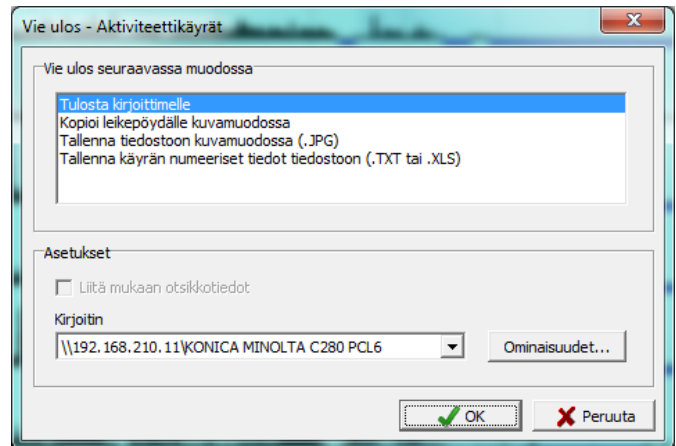 Vie ulos - Aktiviteettikäyrät
Vie ulos seuraavassa muodossa
Tulosta kirjoittimelle
Kopioi leikepöydälle kuvamuodossa
Tallenna tiedostoon kuvamuodossa (.JPG)
Tallenna käyrän numeeriset tiedot tiedostoon (.TXT tai .XLS)
Asetukset
Liitä mukaan otsikkotiedot
Kirjoitin
\\192.168.210.11\KONICA MINOLTA C280 PCL6
Ominaisuudet...
OK
Peruuta